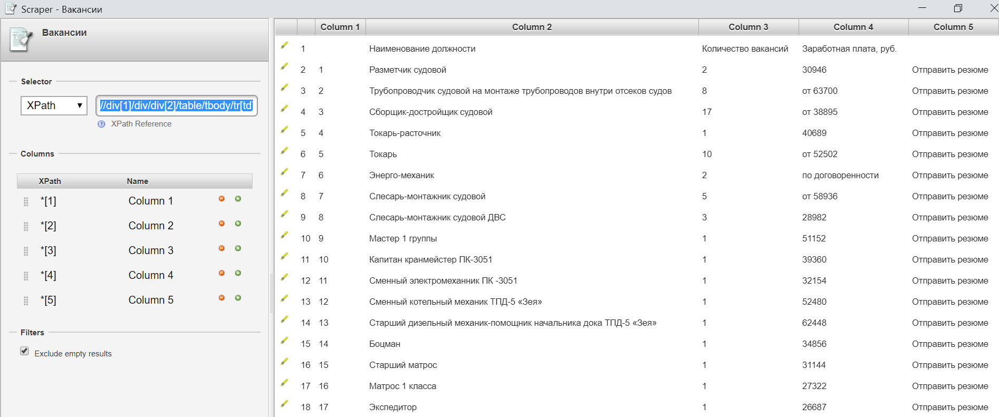 Scraper - Вакансии
Вакансии
Selector
XPath
//div[1]/div/div[2]/table/tbody/tr[td]
XPath Reference
Columns
XPath Name
*[1] Column 1
*[2] Column 2
*[3] Column 3
*[4] Column 4
*[5] Column 5
Filters
Exclude empty results
Column 1 Column 2 Column 3 Column 4 Column 5
1 Наименование должности Количество вакансий Заработная плата, руб.
2 1 Разметчик судовой 2 30946 Отправить резюме
3 2 Трубопроводчик судовой на монтаже трубопроводов внутри отсеков судов 8 от 63700 Отправить резюме
4 3 Сборщик-достройщик судовой 17 от 38895 Отправить резюме
5 4 Токарь-расточник 1 40689 Отправить резюме
6 5 Токарь 10 от 52502 Отправить резюме
7 6 Энерго-механик 2 по договоренности Отправить резюме
8 7 Слесарь-монтажник судовой 5 от 58936 Отправить резюме
9 8 Слесарь-монтажник судовой ДВС 3 28982 Отправить резюме
10 9 Мастер 1 группы 1 51152 Отправить резюме
11 10 Капитан кранмейстер ПК-3051 1 39360 Отправить резюме
12 11 Сменный электромеханник ПК -3051 1 32154 Отправить резюме
13 12 Сменный котельный механик ТПД-5 «Зея» 1 52480 Отправить резюме
14 13 Старший дизельный механик-помощник начальника дока ТПД-5 «Зея» 1 62448 Отправить резюме
15 14 Боцман 1 34856 Отправить резюме
16 15 Старший матрос 1 31144 Отправить резюме
17 16 Матрос 1 класса 1 27322 Отправить резюме
18 17 Экспедитор 1 26687 Отправить резюме